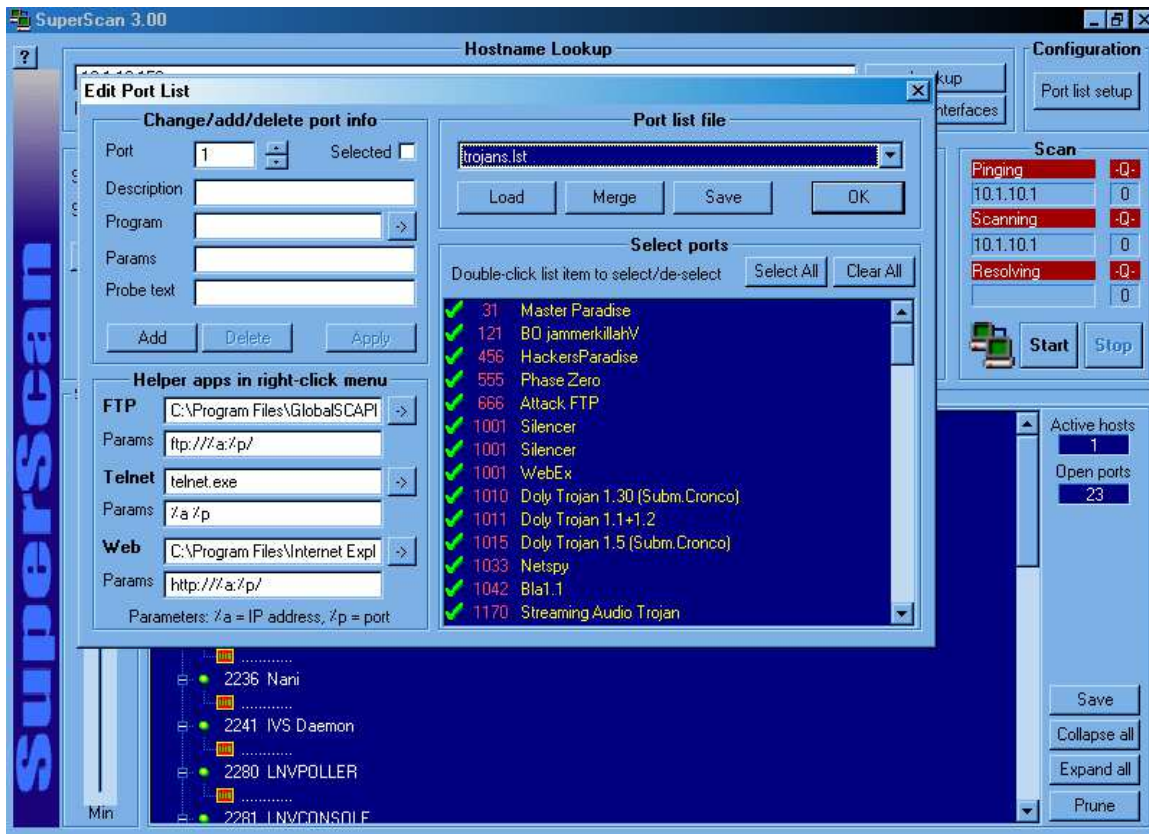 SuperScan 3.00
?
Hostname Lookup
Configuration
Port list setup
Edit Port List
Change/add/delete port info
Port 1 Selected
Description
Program ->
Params
Probe text
Add Delete Apply
Helper apps in right-click menu
FTP C:\Program Files\GlobalSCAPI ->
Params ftp://%a:%p/
Telnet telnet.exe ->
Params %a %p
Web C:\Program Files\Internet Expl ->
Params http://%a:%p/
Parameters: %a = IP address, %p = port
Port list file
trojans.lst
Load Merge Save OK
Select ports
Double-click list item to select/de-select Select All Clear All
31 Master Paradise
121 BO jammerkillahV
456 HackersParadise
555 Phase Zero
666 Attack FTP
1001 Silencer
1001 Silencer
1001 WebEx
1010 Doly Trojan 1.30 (Subm.Cronco)
1011 Doly Trojan 1.1+1.2
1015 Doly Trojan 1.5 (Subm.Cronco)
1033 Netspy
1042 Bla1.1
1170 Streaming Audio Trojan
Scan
Pinging -Q-
10.1.10.1 0
Scanning -Q-
10.1.10.1 0
Resolving -Q-
0
Start Stop
Active hosts
1
Open ports
23
SuperScan
............
2236 Nani
............
2241 IVS Daemon
............
2280 LNVPOLLER
............
2281 LNVCONSOLE
Min
Save
Collapse all
Expand all
Prune